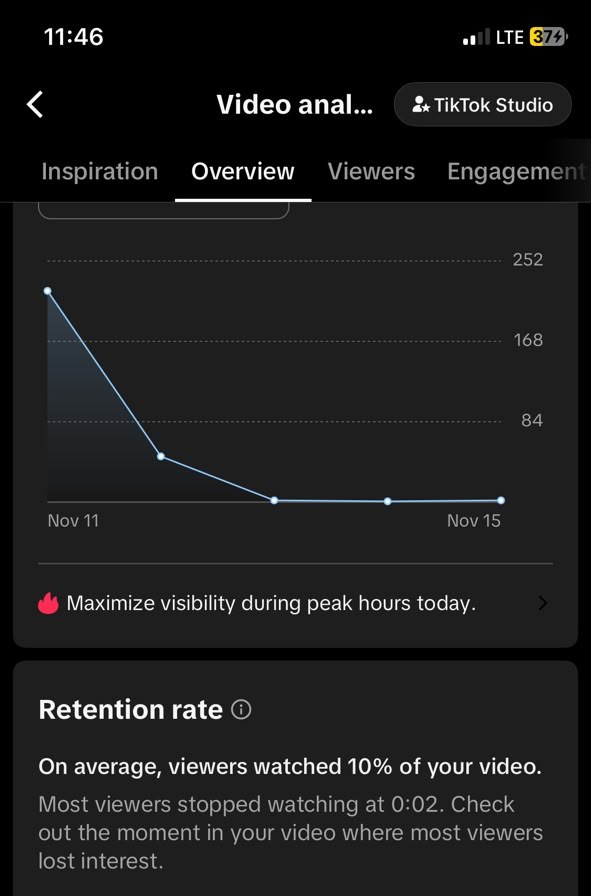 11:46
LTE 37
Video anal...
TikTok Studio
Inspiration Overview Viewers Engagement
252
168
84
Nov 11 Nov 15
Maximize visibility during peak hours today.
Retention rate
On average, viewers watched 10% of your video.
Most viewers stopped watching at 0:02. Check
out the moment in your video where most viewers
lost interest.